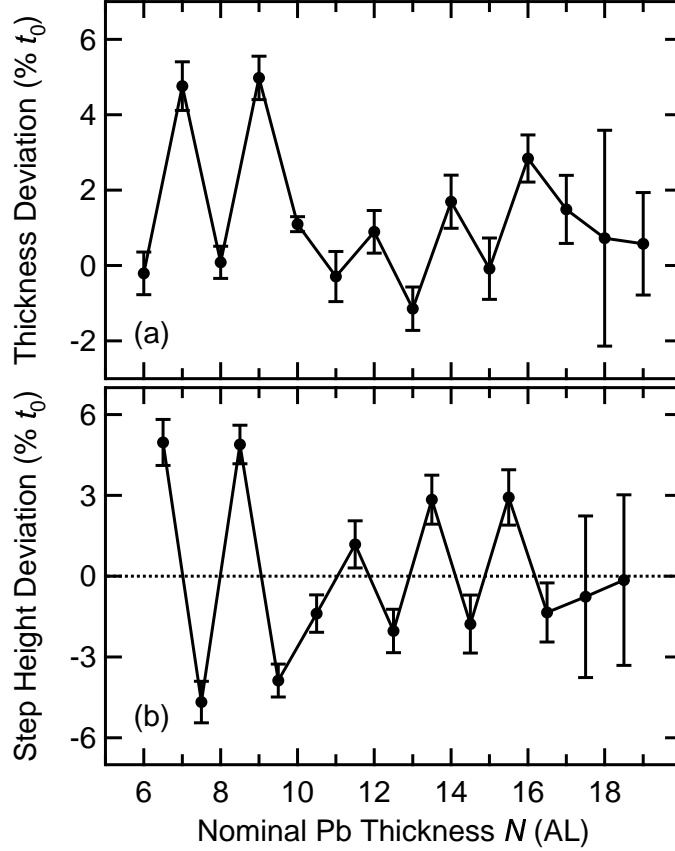 Thickness Deviation (% t₀)
6
4
2
0
-2
(a)
Step Height Deviation (% t₀)
6
3
0
-3
-6
(b)
6 8 10 12 14 16 18
Nominal Pb Thickness N (AL)